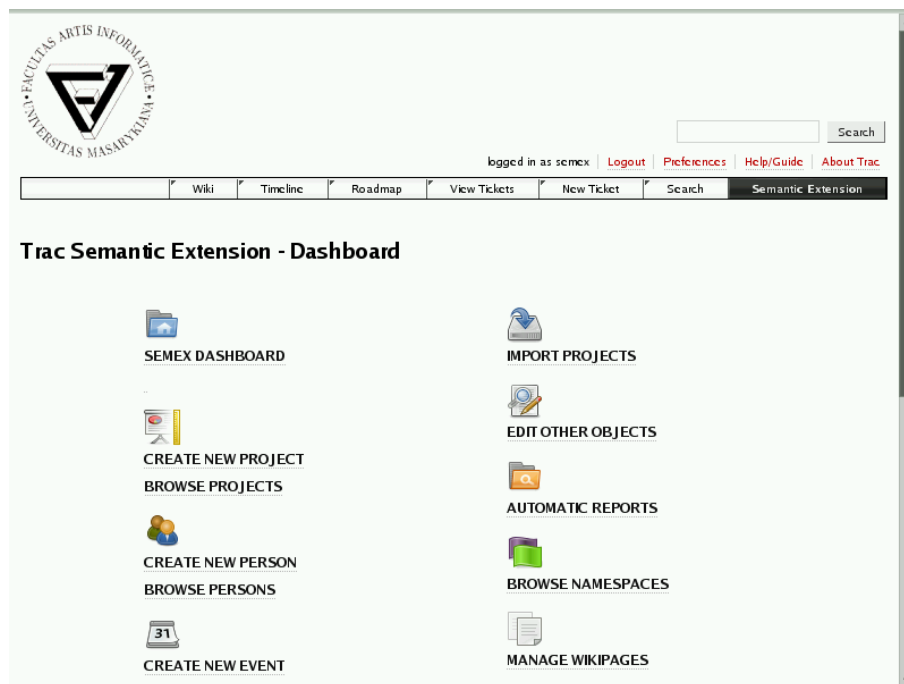 FACULTAS ARTIS INFORMATICÆ • UNIVERSITAS MASARYKIANA •
Search
logged in as semex Logout Preferences Help/Guide About Trac
Wiki Timeline Roadmap View Tickets New Ticket Search Semantic Extension
Trac Semantic Extension - Dashboard
SEMEX DASHBOARD
CREATE NEW PROJECT
BROWSE PROJECTS
CREATE NEW PERSON
BROWSE PERSONS
31
CREATE NEW EVENT
IMPORT PROJECTS
EDIT OTHER OBJECTS
AUTOMATIC REPORTS
BROWSE NAMESPACES
MANAGE WIKIPAGES